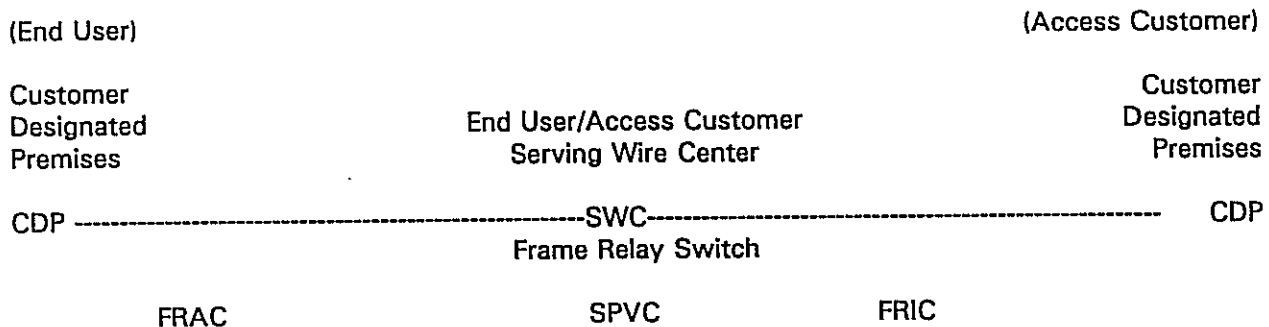 (End User) (Access Customer)
Customer Designated Premises
End User/Access Customer
Serving Wire Center
Customer Designated Premises
CDP ---------------------------------------------------------SWC--------------------------------------------------------- CDP
Frame Relay Switch
FRAC SPVC FRIC